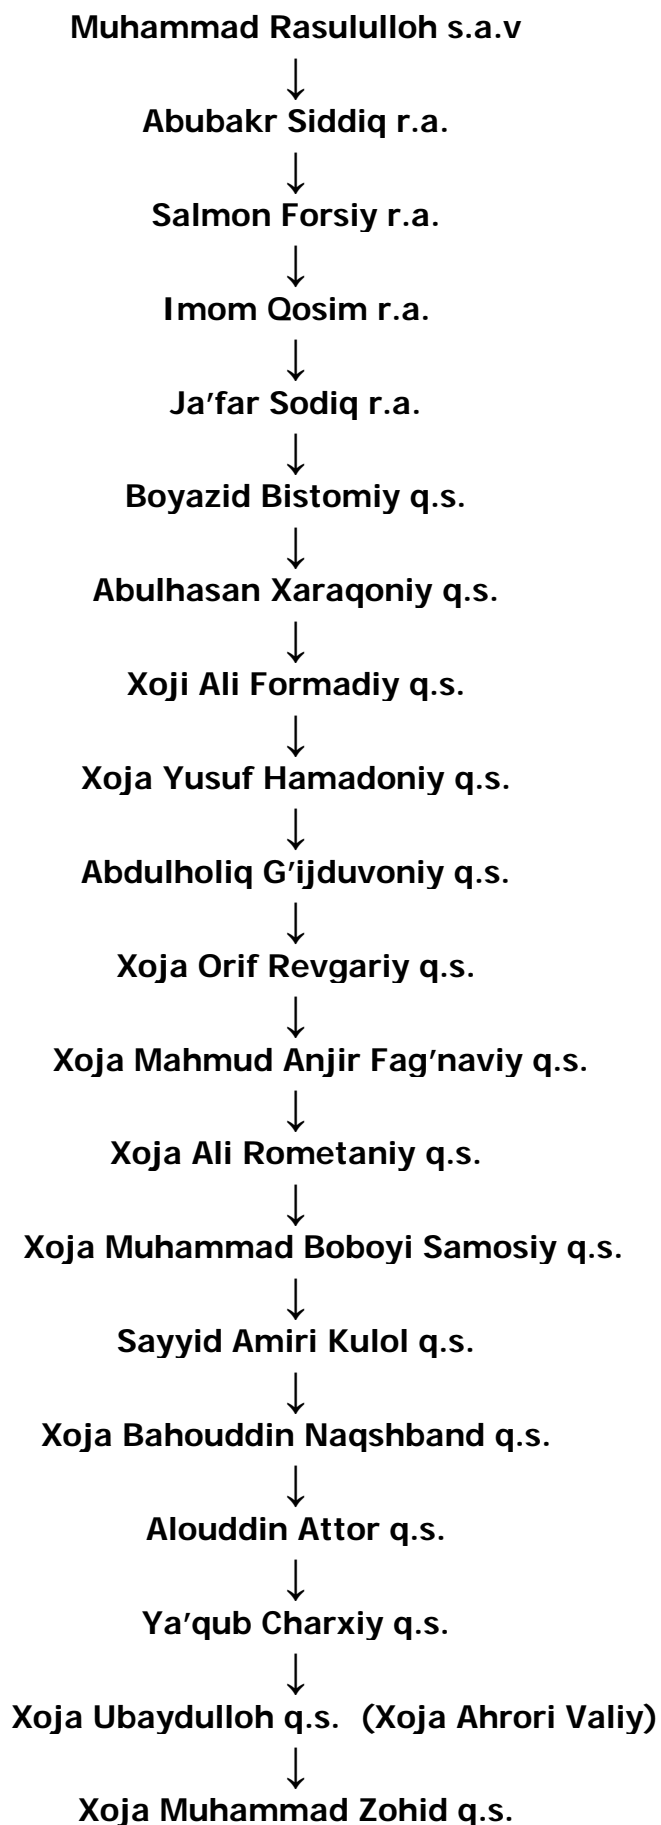 Muhammad Rasululloh s.a.v
↓
Abubakr Siddiq r.a.
↓
Salmon Forsiy r.a.
↓
Imom Qosim r.a.
↓
Ja’far Sodiq r.a.
↓
Boyazid Bistomiy q.s.
↓
Abulhasan Xaraqoniy q.s.
↓
Xoji Ali Formadiy q.s.
↓
Xoja Yusuf Hamadoniy q.s.
↓
Abdulholiq G’ijduvoniy q.s.
↓
Xoja Orif Revgariy q.s.
↓
Xoja Mahmud Anjir Fag’naviy q.s.
↓
Xoja Ali Rometaniy q.s.
↓
Xoja Muhammad Boboyi Samosiy q.s.
↓
Sayyid Amiri Kulol q.s.
↓
Xoja Bahouddin Naqshband q.s.
↓
Alouddin Attor q.s.
↓
Ya’qub Charxiy q.s.
↓
Xoja Ubaydulloh q.s. (Xoja Ahrori Valiy)
↓
Xoja Muhammad Zohid q.s.